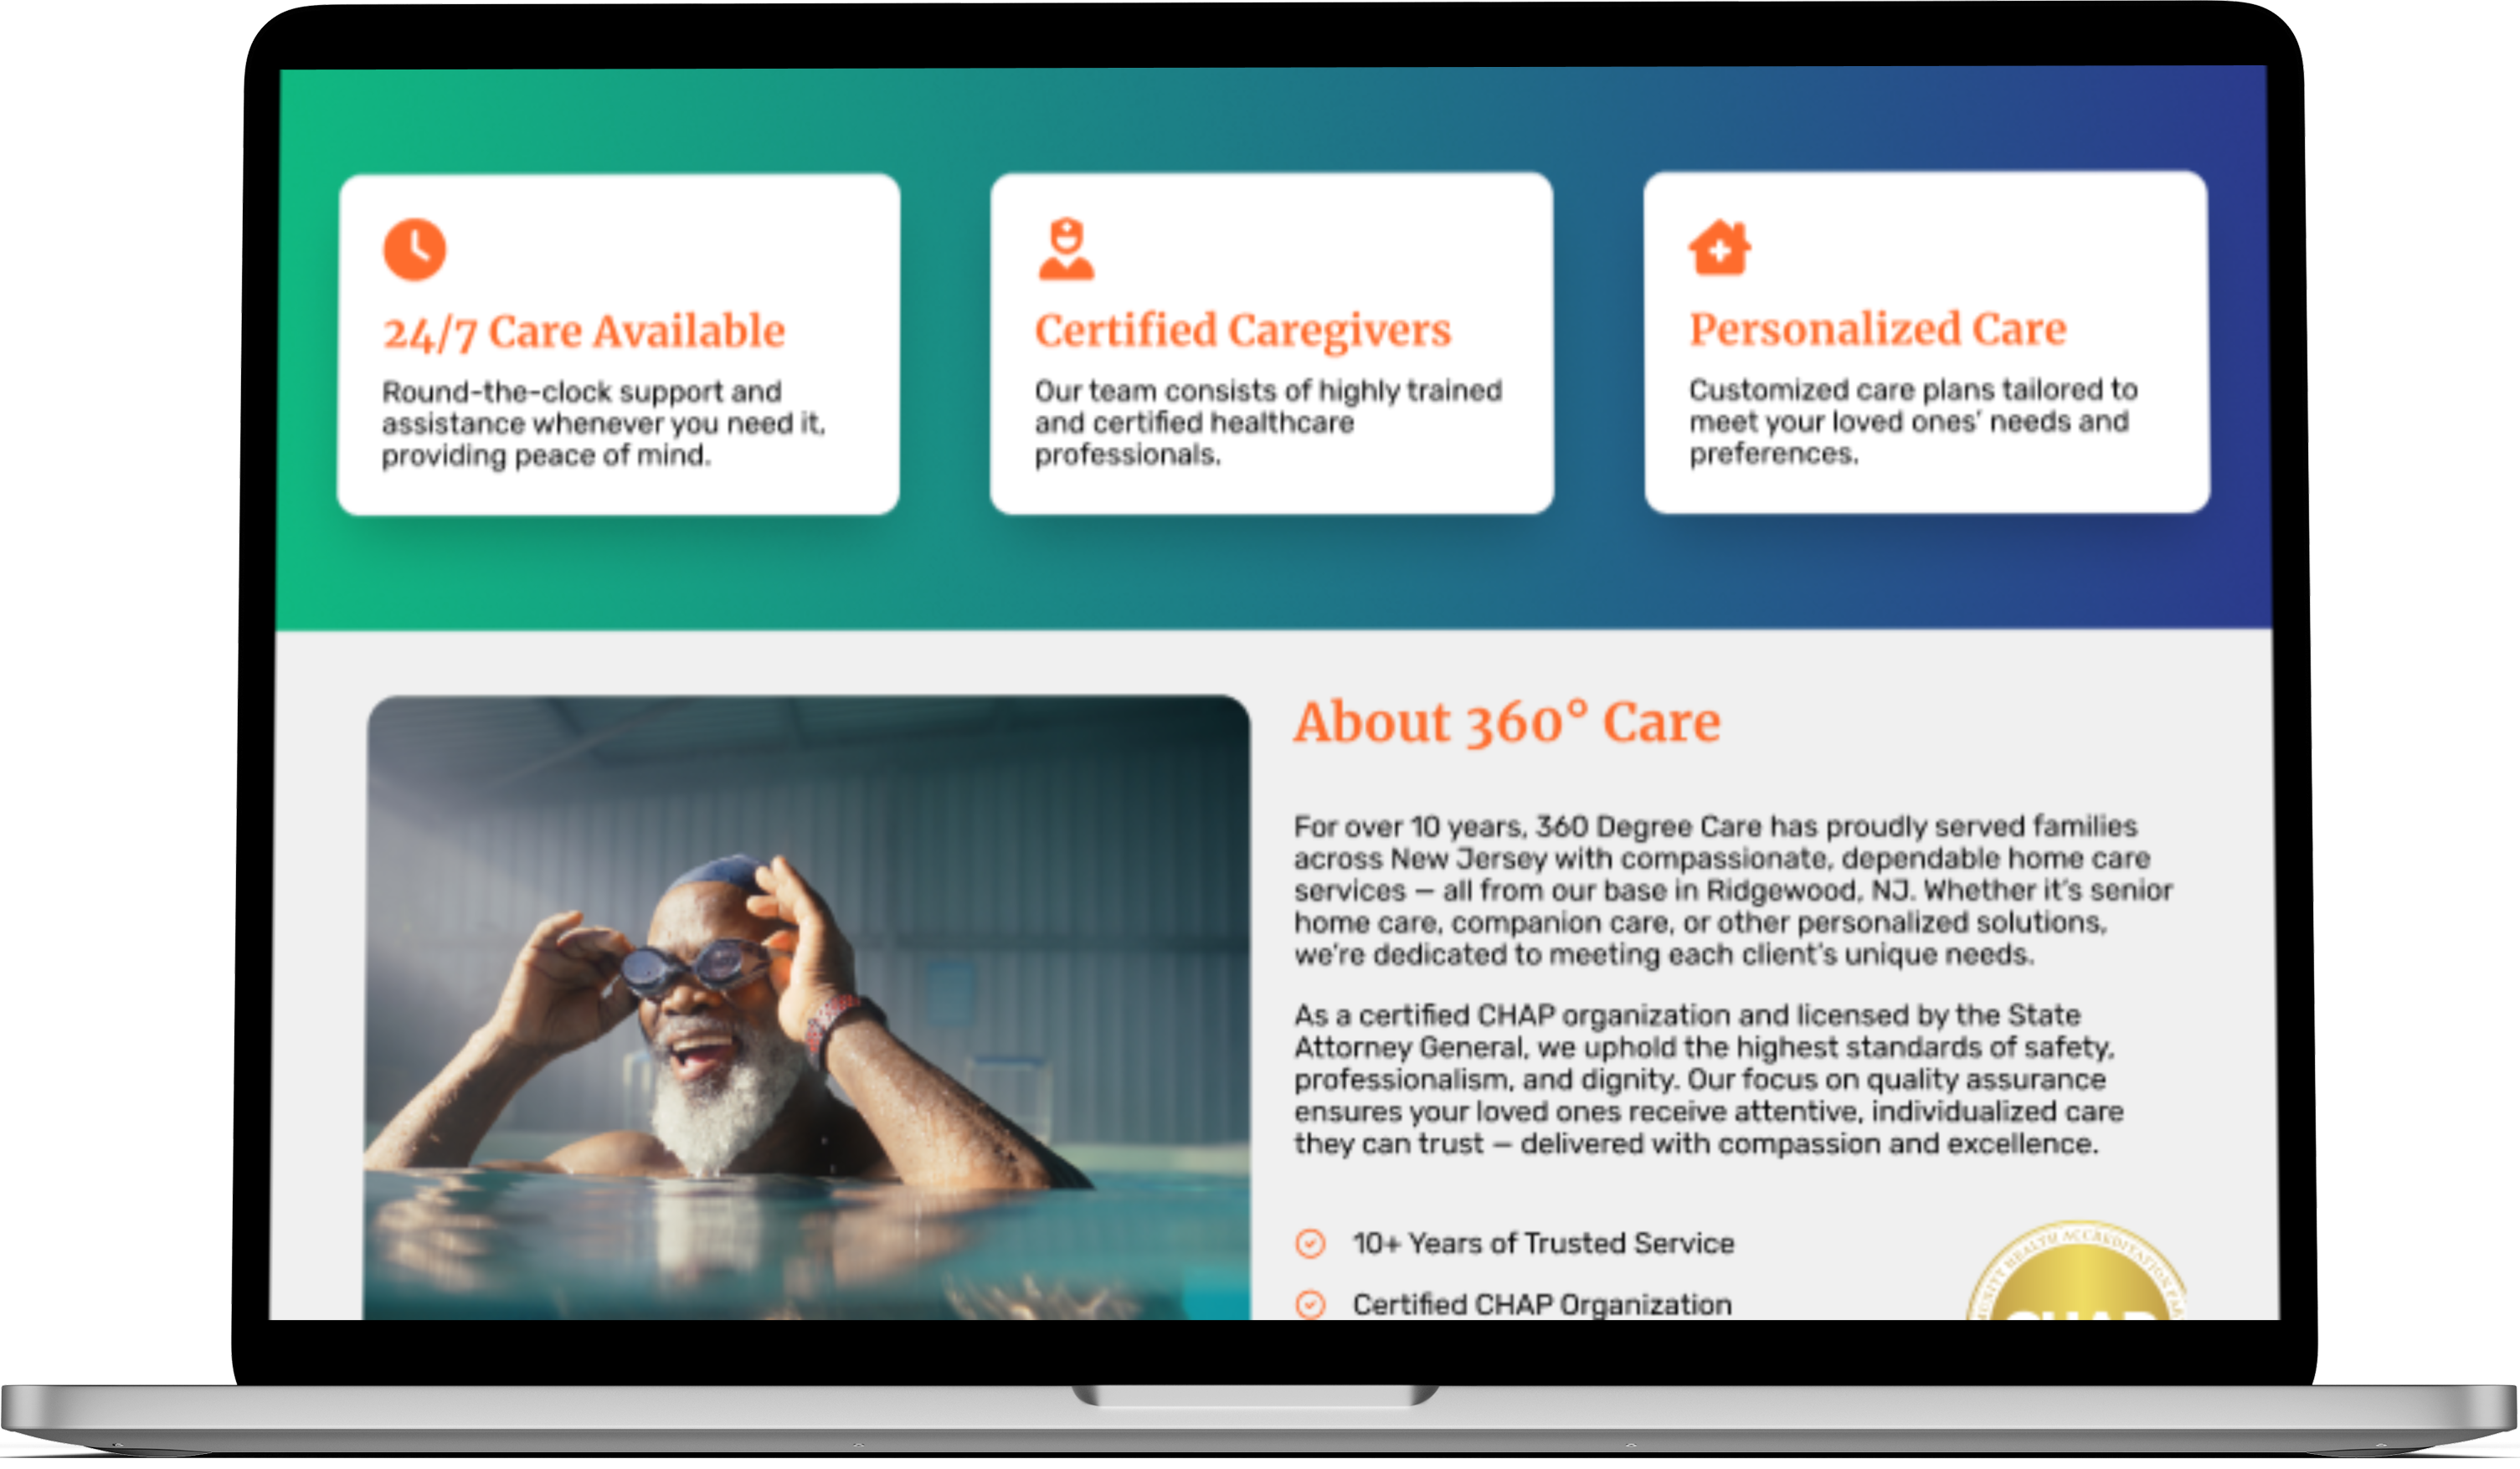 24/7 Care Available
Round-the-clock support and
assistance whenever you need it,
providing peace of mind.
Certified Caregivers
Our team consists of highly trained
and certified healthcare
professionals.
Personalized Care
Customized care plans tailored to
meet your loved ones' needs and
preferences.
About 360° Care
For over 10 years, 360 Degree Care has proudly served families
across New Jersey with compassionate, dependable home care
services — all from our base in Ridgewood, NJ. Whether it's senior
home care, companion care, or other personalized solutions,
we're dedicated to meeting each client's unique needs.
As a certified CHAP organization and licensed by the State
Attorney General, we uphold the highest standards of safety,
professionalism, and dignity. Our focus on quality assurance
ensures your loved ones receive attentive, individualized care
they can trust — delivered with compassion and excellence.
10+ Years of Trusted Service
Certified CHAP Organization
HEALTH ACCREDITATION
CHAP